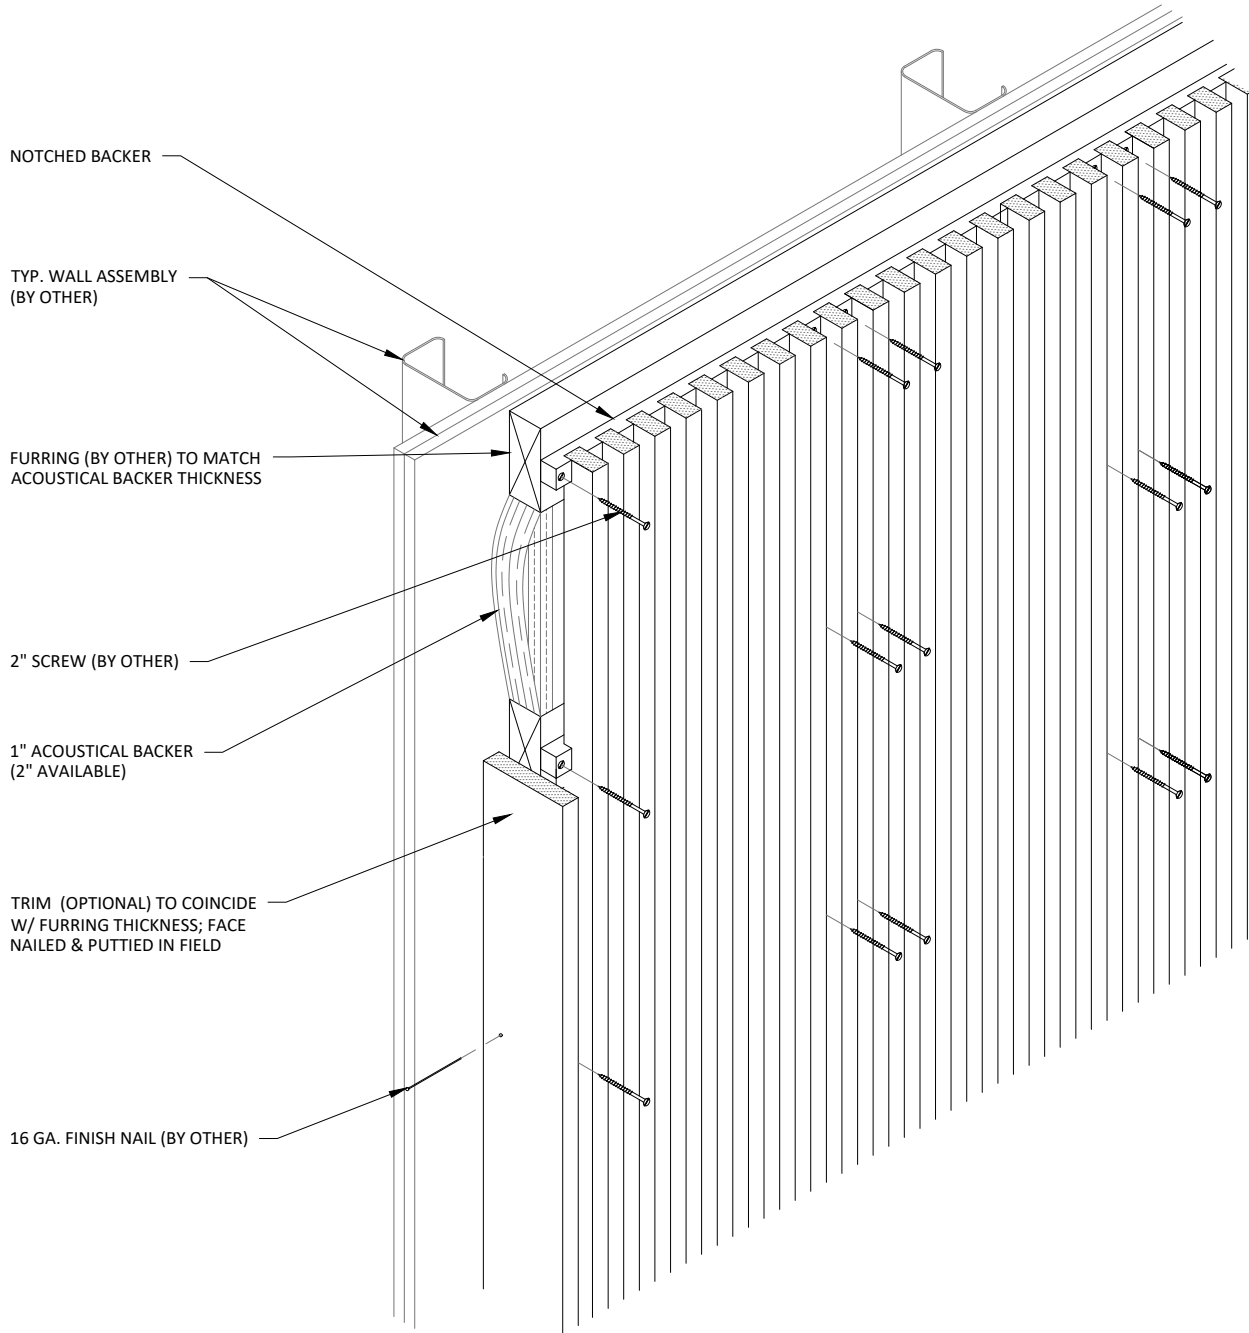 NOTCHED BACKER
TYP. WALL ASSEMBLY
(BY OTHER)
FURRING (BY OTHER) TO MATCH
ACOUSTICAL BACKER THICKNESS
2" SCREW (BY OTHER)
1" ACOUSTICAL BACKER
(2" AVAILABLE)
TRIM (OPTIONAL) TO COINCIDE
W/ FURRING THICKNESS; FACE
NAILED & PUTTIED IN FIELD
16 GA. FINISH NAIL (BY OTHER)